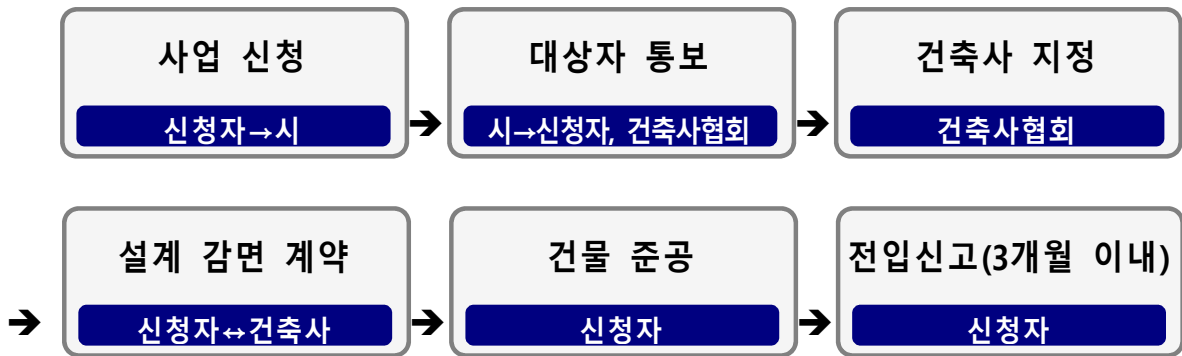 사업 신청
대상자 통보
건축사 지정
신청자→시
➔
시→신청자, 건축사협회
➔
건축사협회
설계 감면 계약
건물 준공
전입신고(3개월 이내)
➔
신청자↔건축사
➔
신청자
➔
신청자